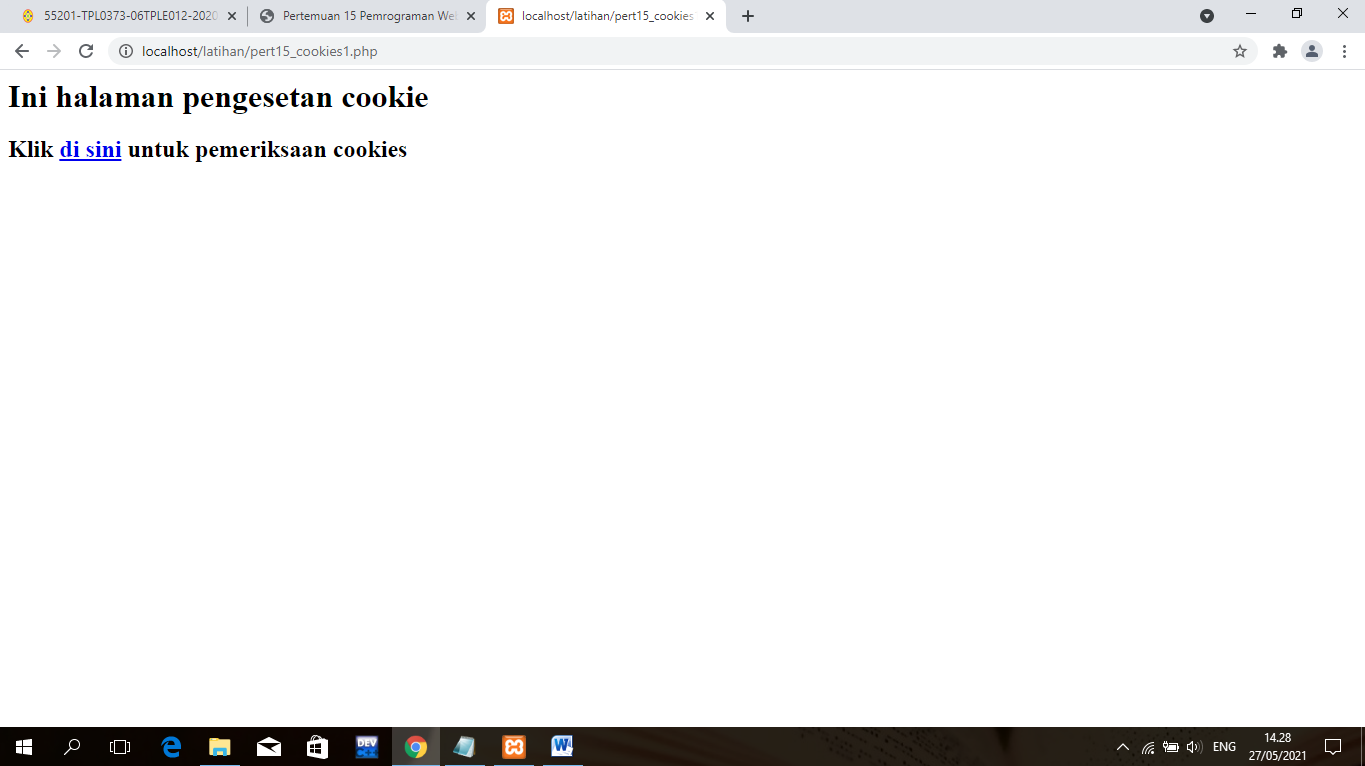 55201-TPL0373-06TPLE012-2020
Pertemuan 15 Pemrograman Wel
localhost/latihan/pert15_cookies
localhost/latihan/pert15_cookies1.php
Ini halaman pengesetan cookie
Klik di sini untuk pemeriksaan cookies
DEV
ENG
14.28
27/05/2021